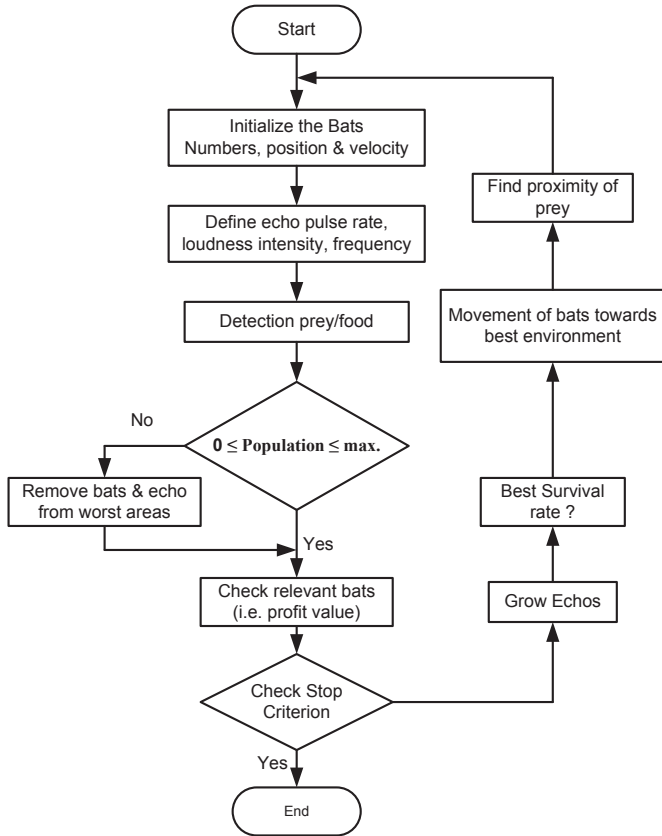 Start
Initialize the Bats
Numbers, position & velocity
Define echo pulse rate,
loudness intensity, frequency
Detection prey/food
No
0 ≤ Population ≤ max.
Remove bats & echo
from worst areas
Yes
Check relevant bats
(i.e. profit value)
Check Stop
Criterion
Yes
End
Grow Echos
Best Survival
rate ?
Movement of bats towards
best environment
Find proximity of
prey